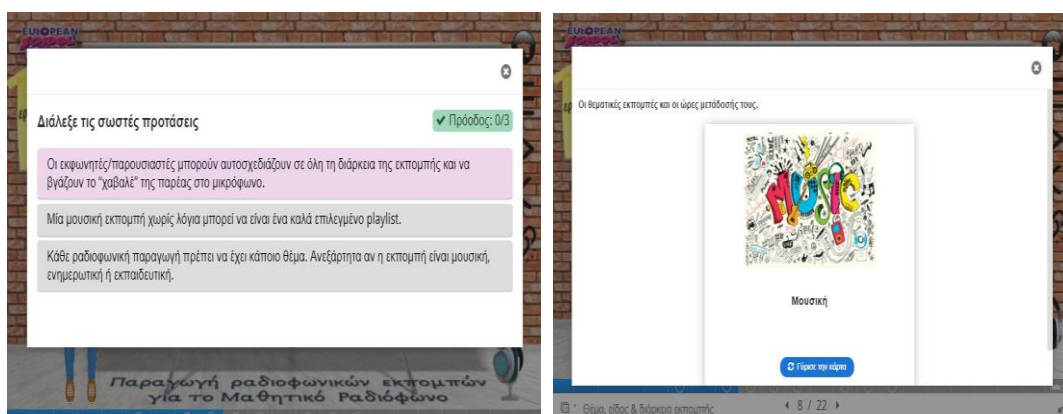 EUROPEAN
SCHOOL
Διάλεξε τις σωστές προτάσεις
Πρόοδος: 0/3
Οι εκφωνητές/παρουσιαστές μπορούν αυτοσχεδιάζουν σε όλη τη διάρκεια της εκπομπής και να
βγάζουν το "χαβαλέ" της παρέας στο μικρόφωνο.
Μία μουσική εκπομπή χωρίς λόγια μπορεί να είναι ένα καλά επιλεγμένο playlist.
Κάθε ραδιοφωνική παραγωγή πρέπει να έχει κάποιο θέμα. Ανεξάρτητα αν η εκπομπή είναι μουσική,
ενημερωτική ή εκπαιδευτική.
Παραγωγή ραδιοφωνικών εκπομπών
για το Μαθητικό Ραδιόφωνο
EUROPEAN
SCHOOL
Οι θεματικές εκπομπές και οι ώρες μετάδοσής τους.
MUSIC
Μουσική
Γύρισε την κάρτα
Θέμα, είδος & διάρκεια εκπομπής
8 / 22